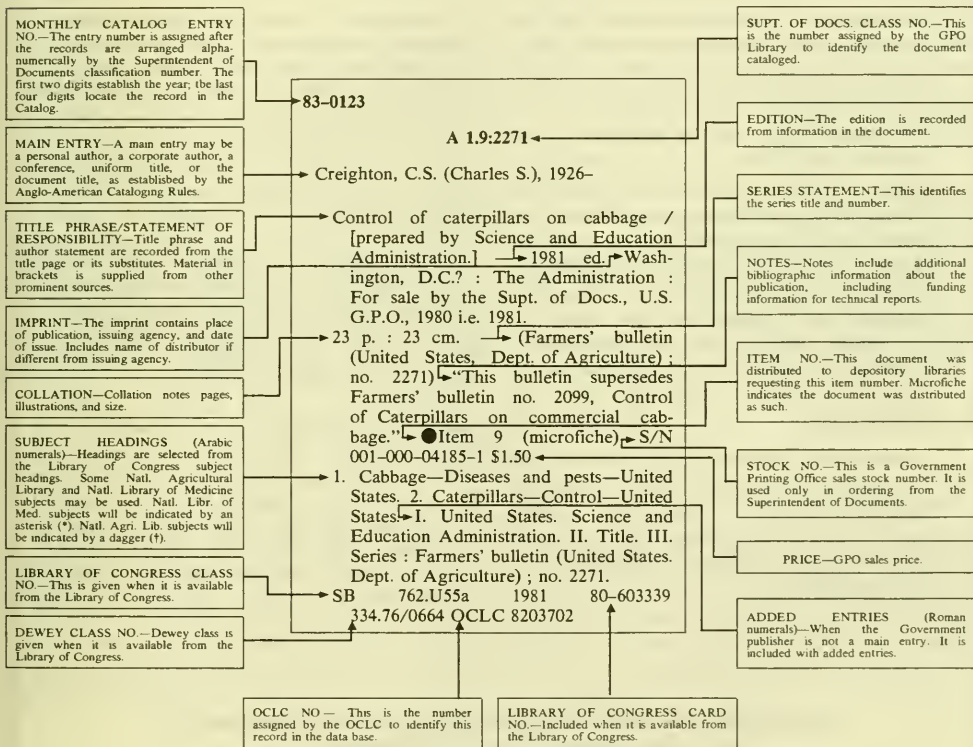 MONTHLY CATALOG ENTRY
NO.—The entry number is assigned after
the records are arranged alpha-
numerically by the Superintendent of
Documents classification number. The
first two digits establish the year; the last
four digits locate the record in the
Catalog.
MAIN ENTRY—A main entry may be
a personal author, a corporate author, a
conference, uniform title, or the
document title, as established by the
Anglo-American Cataloging Rules.
TITLE PHRASE/STATEMENT OF
RESPONSIBILITY—Title phrase and
author statement are recorded from the
title page or its substitutes. Material in
brackets is supplied from other
prominent sources.
IMPRINT—The imprint contains place
of publication, issuing agency, and date
of issue. Includes name of distributor if
different from issuing agency.
COLLATION—Collation notes pages,
illustrations, and size.
SUBJECT HEADINGS (Arabic
numerals)—Headings are selected from
the Library of Congress subject
headings. Some Natl. Agricultural
Library and Natl. Library of Medicine
subjects may be used. Natl. Libr. of
Med. subjects will be indicated by an
asterisk (*). Natl. Agri. Lib. subjects will
be indicated by a dagger (†).
LIBRARY OF CONGRESS CLASS
NO.—This is given when it is available
from the Library of Congress.
DEWEY CLASS NO.—Dewey class is
given when it is available from the
Library of Congress.
83-0123
A 1.9:2271
Creighton, C.S. (Charles S.), 1926–
Control of caterpillars on cabbage /
[prepared by Science and Education
Administration.] 1981 ed. Wash-
ington, D.C.? : The Administration :
For sale by the Supt. of Docs., U.S.
G.P.O., 1980 i.e. 1981.
23 p. : 23 cm. — (Farmers' bulletin
(United States, Dept. of Agriculture) ;
no. 2271) "This bulletin supersedes
Farmers' bulletin no. 2099, Control
of Caterpillars on commercial cab-
bage." ●Item 9 (microfiche) S/N
001-000-04185-1 $1.50
1. Cabbage—Diseases and pests—United
States. 2. Caterpillars—Control—United
States. I. United States. Science and
Education Administration. II. Title. III.
Series : Farmers' bulletin (United States.
Dept. of Agriculture) ; no. 2271.
SB 762.U55a 1981 80-603339
334.76/0664 OCLC 8203702
SUPT. OF DOCS. CLASS NO.—This
is the number assigned by the GPO
Library to identify the document
cataloged.
EDITION—The edition is recorded
from information in the document.
SERIES STATEMENT—This identifies
the series title and number.
NOTES—Notes include additional
bibliographic information about the
publication, including funding
information for technical reports.
ITEM NO.—This document was
distributed to depository libraries
requesting this item number. Microfiche
indicates the document was distributed
as such.
STOCK NO.—This is a Government
Printing Office sales stock number. It is
used only in ordering from the
Superintendent of Documents.
PRICE—GPO sales price.
ADDED ENTRIES (Roman
numerals)—When the Government
publisher is not a main entry. It is
included with added entries.
OCLC NO — This is the number
assigned by the OCLC to identify this
record in the data base.
LIBRARY OF CONGRESS CARD
NO.—Included when it is available from
the Library of Congress.